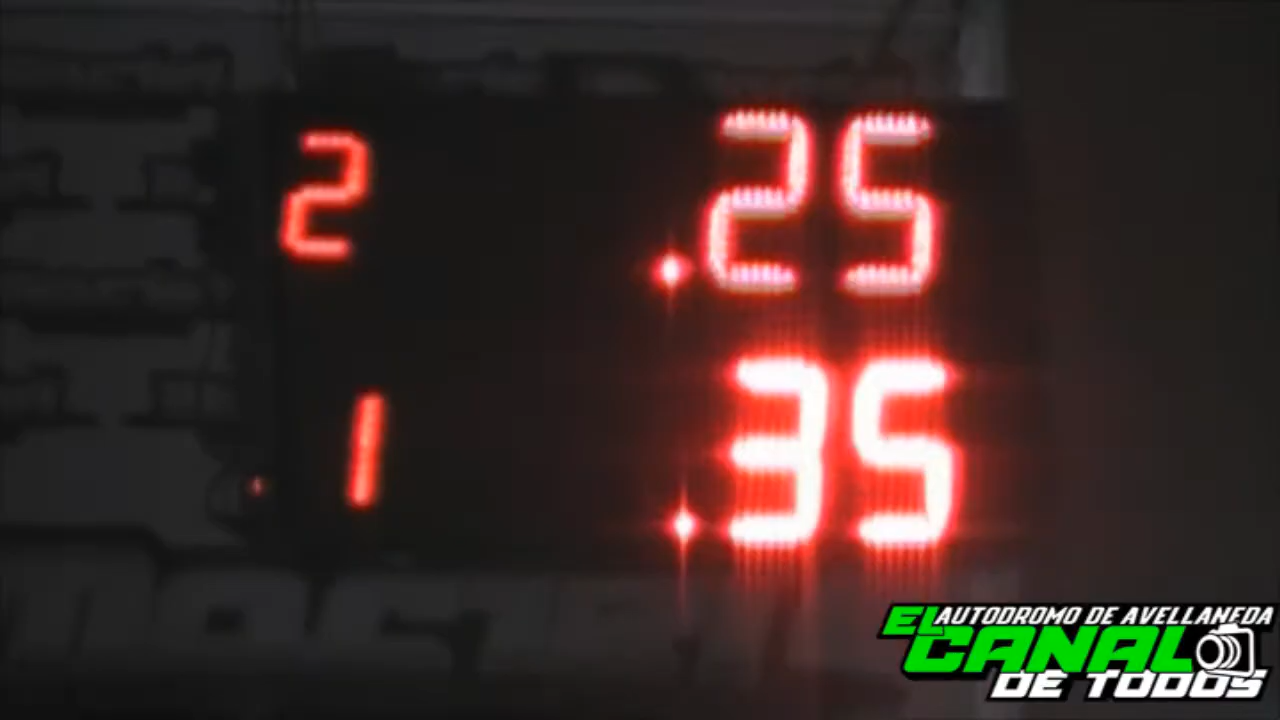 2 .25
1 .35
AUTODROMO DE AVELLANEDA
EL CANAL
DE TODOS